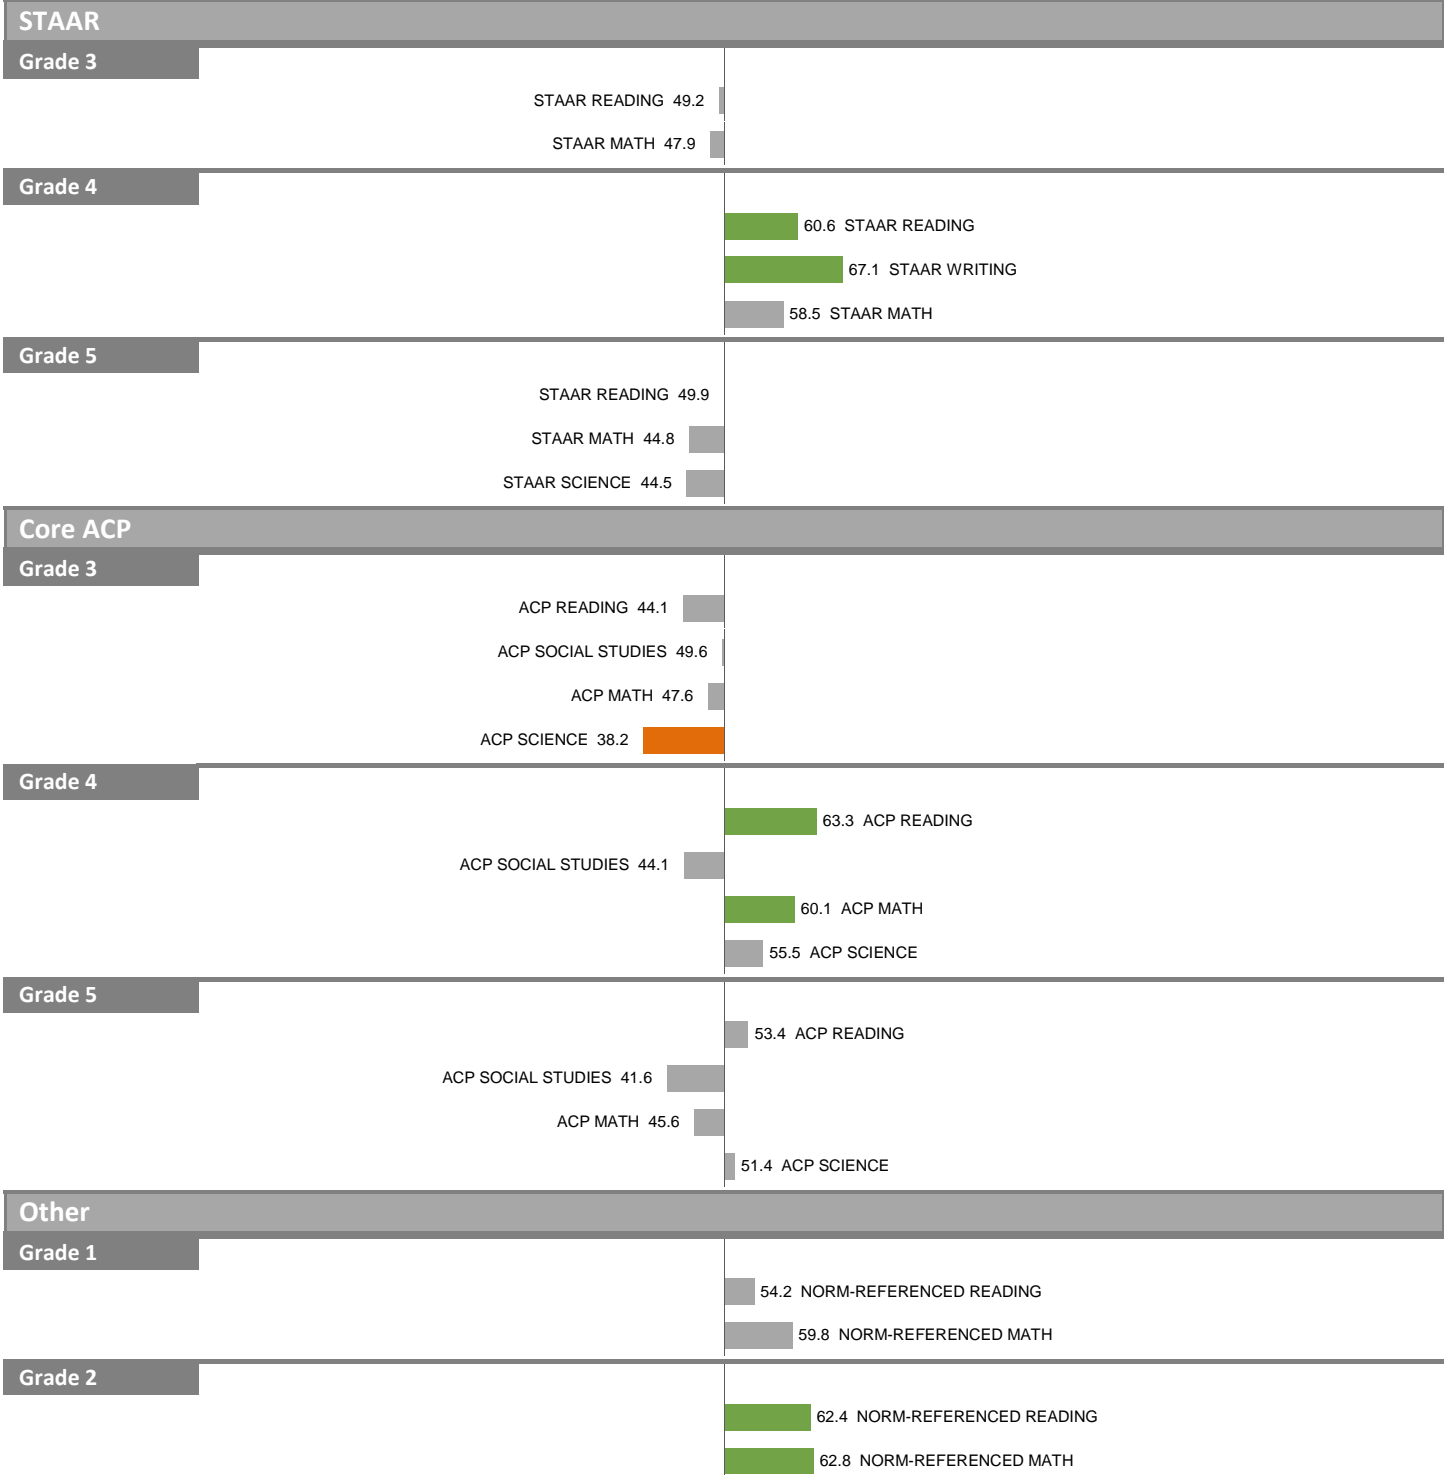 STAAR
Grade 3
STAAR READING 49.2
STAAR MATH 47.9
Grade 4
60.6 STAAR READING
67.1 STAAR WRITING
58.5 STAAR MATH
Grade 5
STAAR READING 49.9
STAAR MATH 44.8
STAAR SCIENCE 44.5
Core ACP
Grade 3
ACP READING 44.1
ACP SOCIAL STUDIES 49.6
ACP MATH 47.6
ACP SCIENCE 38.2
Grade 4
63.3 ACP READING
ACP SOCIAL STUDIES 44.1
60.1 ACP MATH
55.5 ACP SCIENCE
Grade 5
53.4 ACP READING
ACP SOCIAL STUDIES 41.6
ACP MATH 45.6
51.4 ACP SCIENCE
Other
Grade 1
54.2 NORM-REFERENCED READING
59.8 NORM-REFERENCED MATH
Grade 2
62.4 NORM-REFERENCED READING
62.8 NORM-REFERENCED MATH